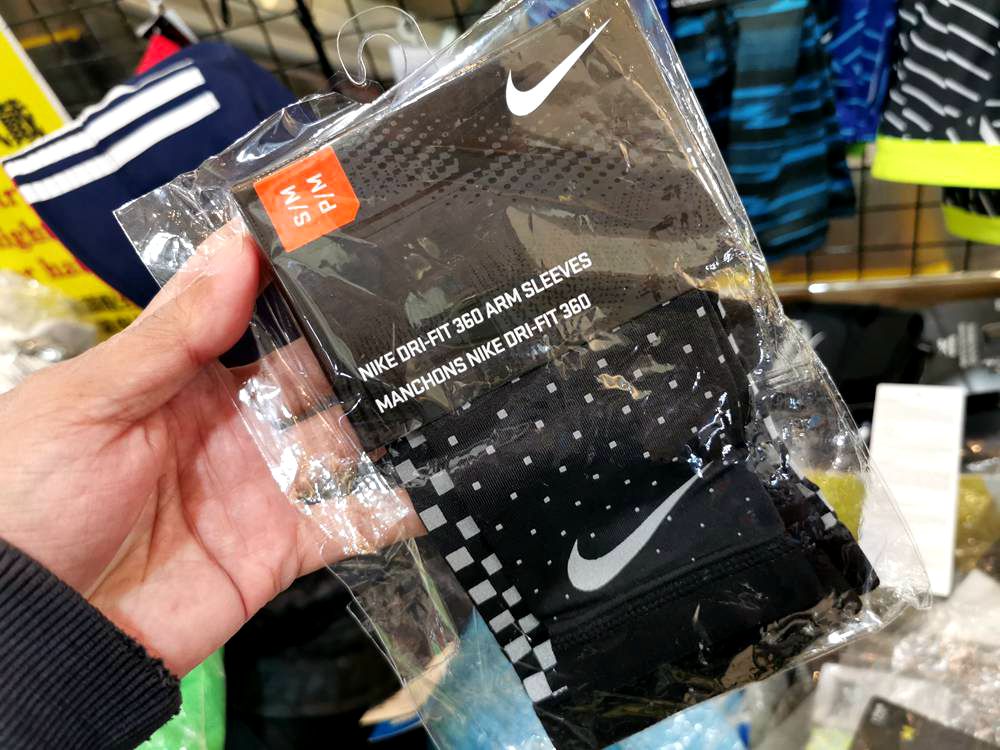 S/M
P/M
NIKE DRI-FIT 360 ARM SLEEVES
MANCHONS NIKE DRI-FIT 360